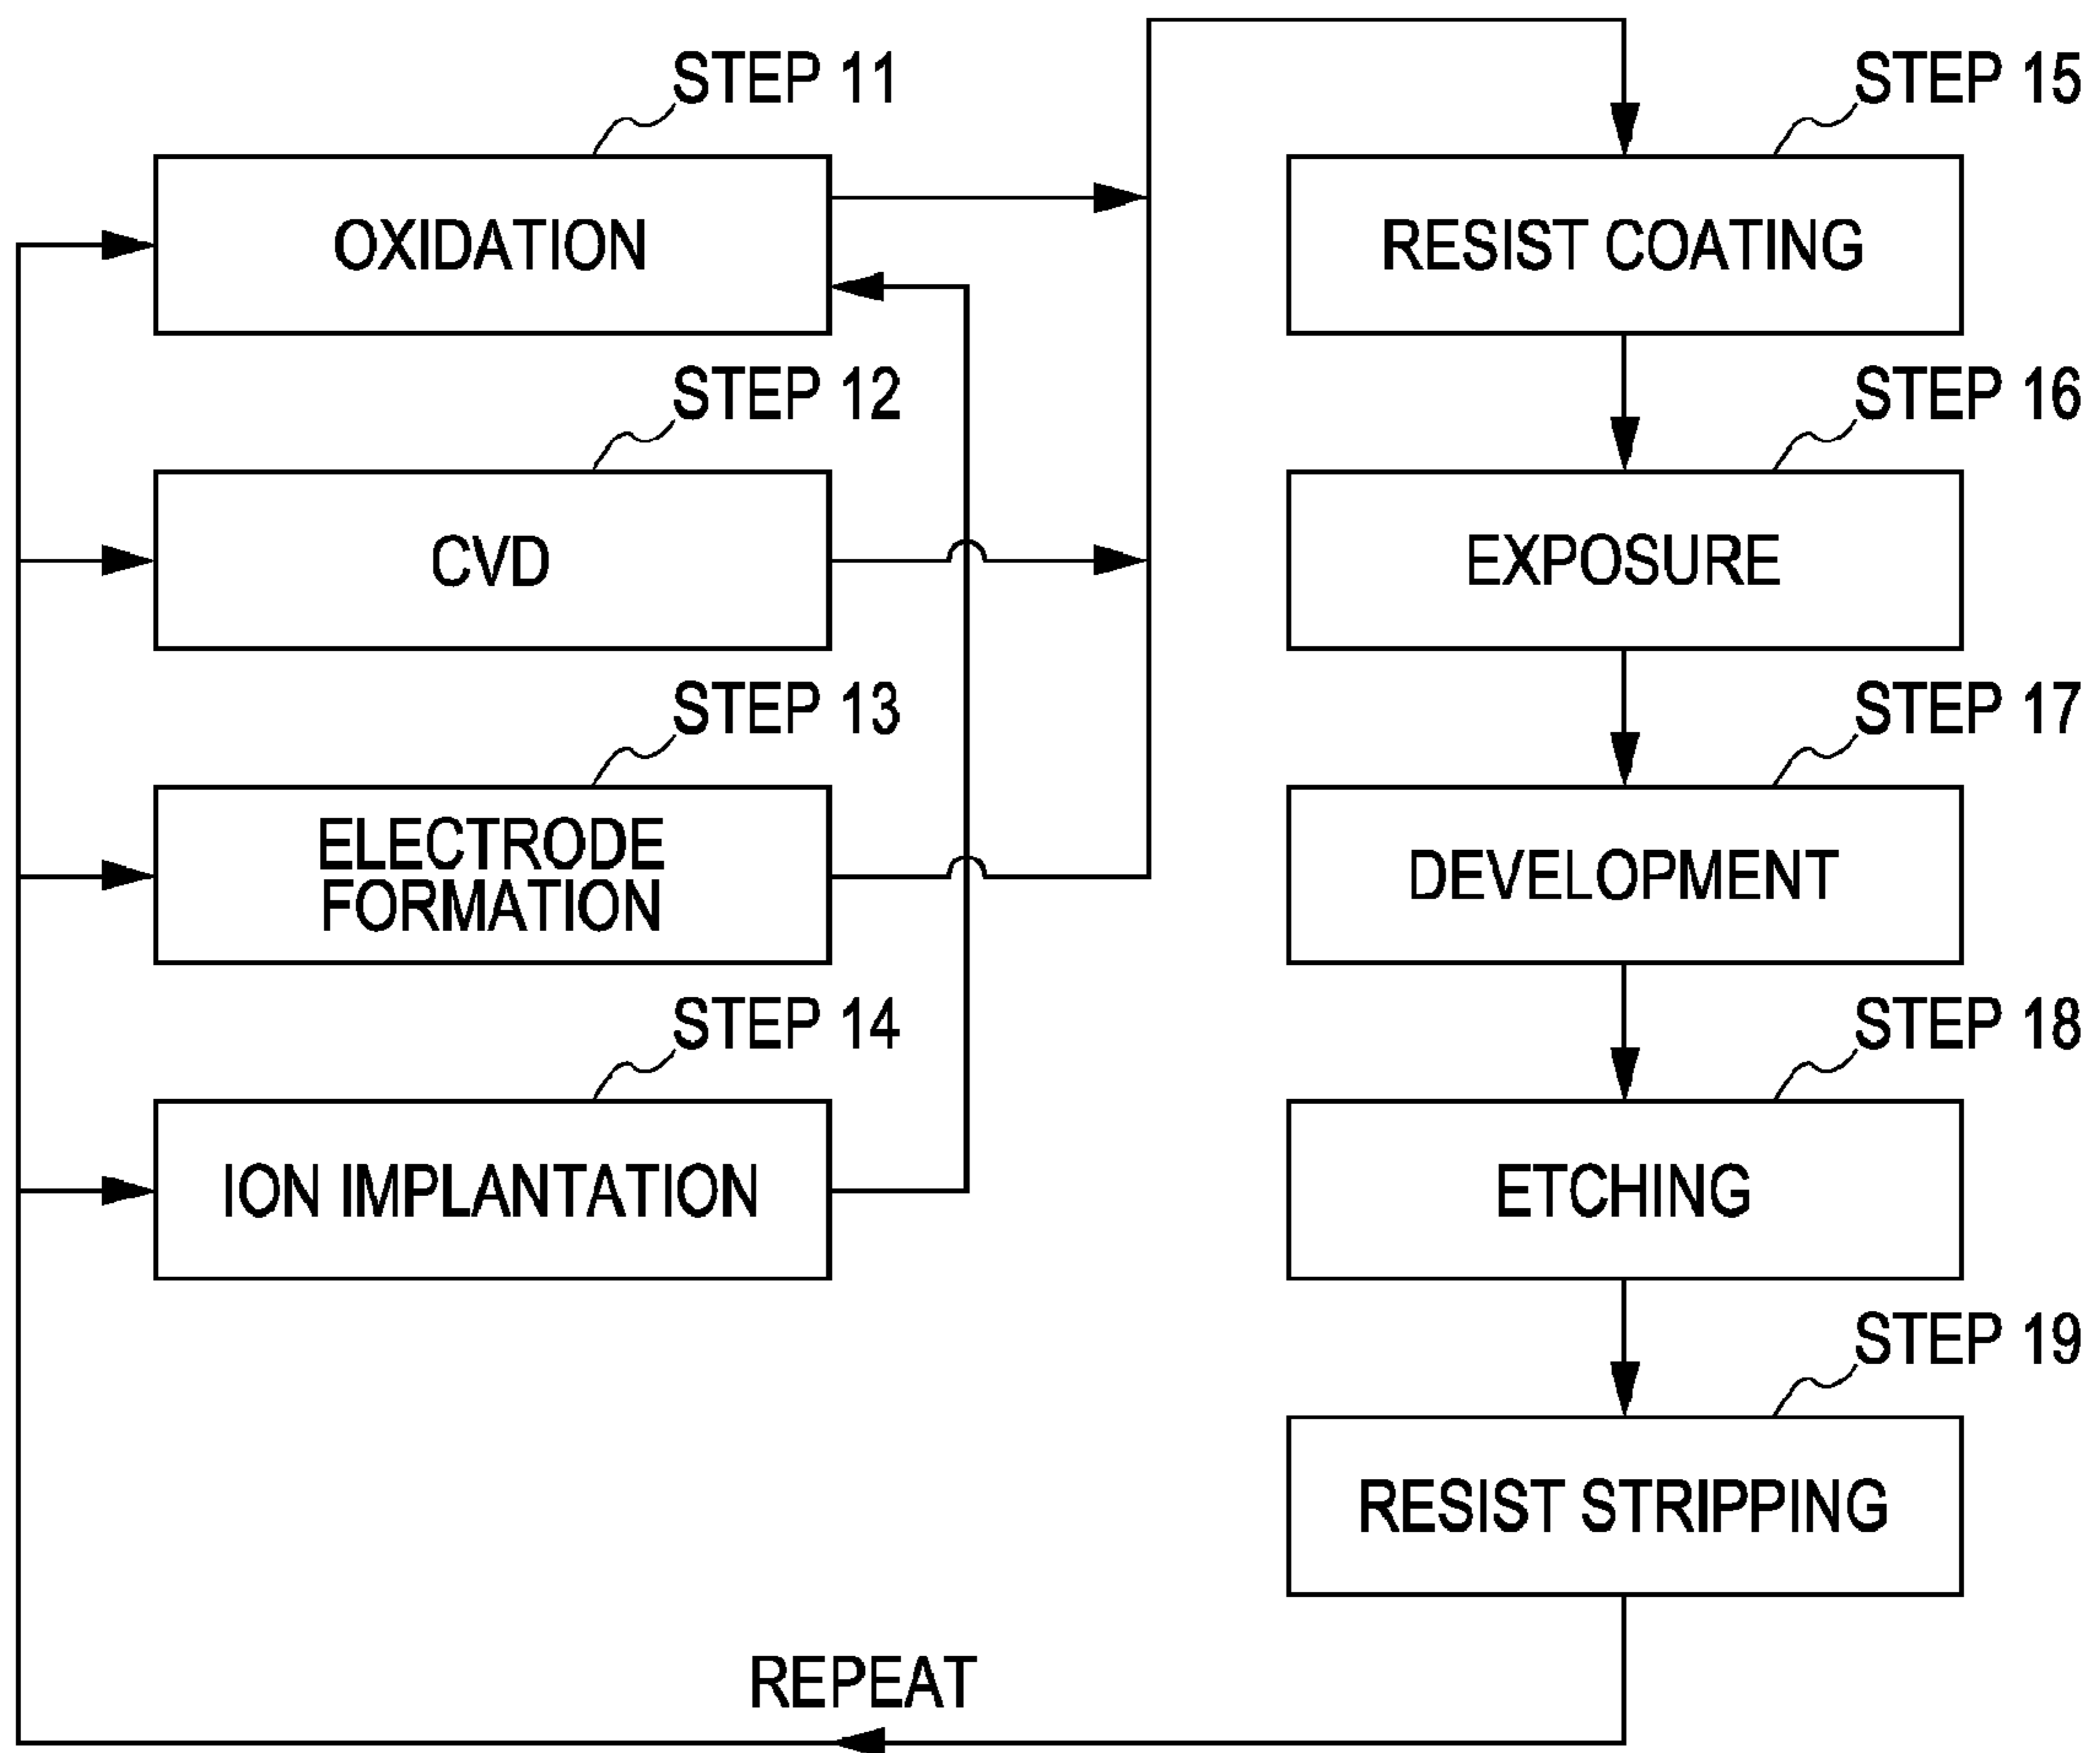 STEP 11
OXIDATION
STEP 12
CVD
STEP 13
ELECTRODE
FORMATION
STEP 14
ION IMPLANTATION
STEP 15
RESIST COATING
STEP 16
EXPOSURE
STEP 17
DEVELOPMENT
STEP 18
ETCHING
STEP 19
RESIST STRIPPING
REPEAT